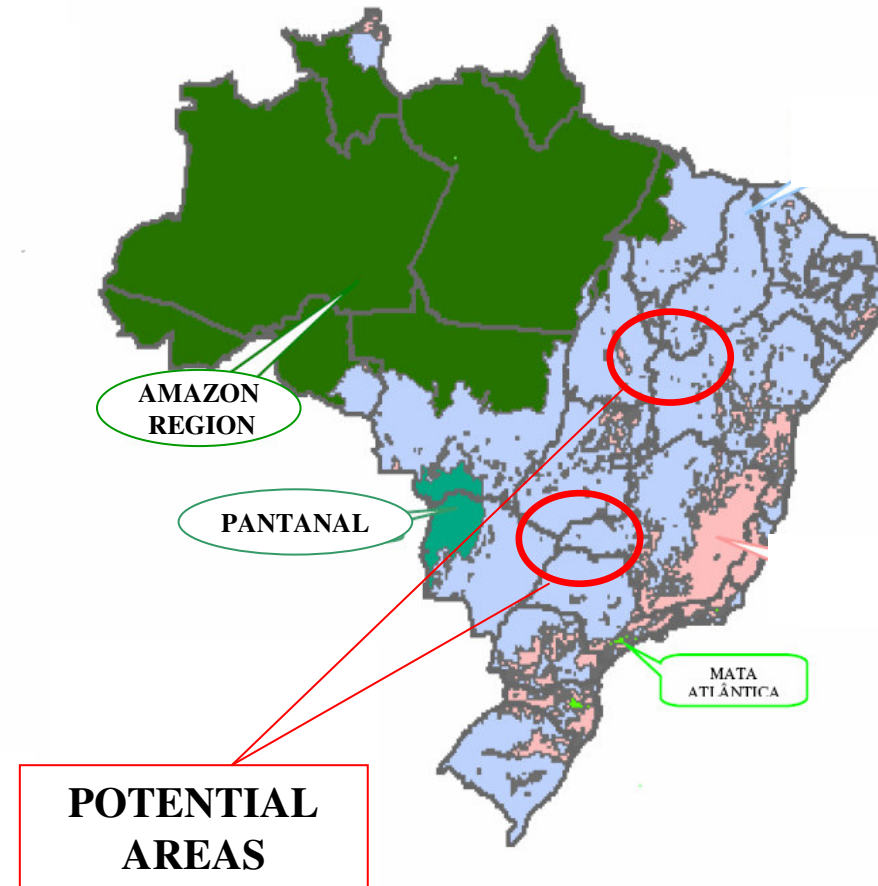 AMAZON
REGION
PANTANAL
MATA
ATLÂNTICA
POTENTIAL
AREAS